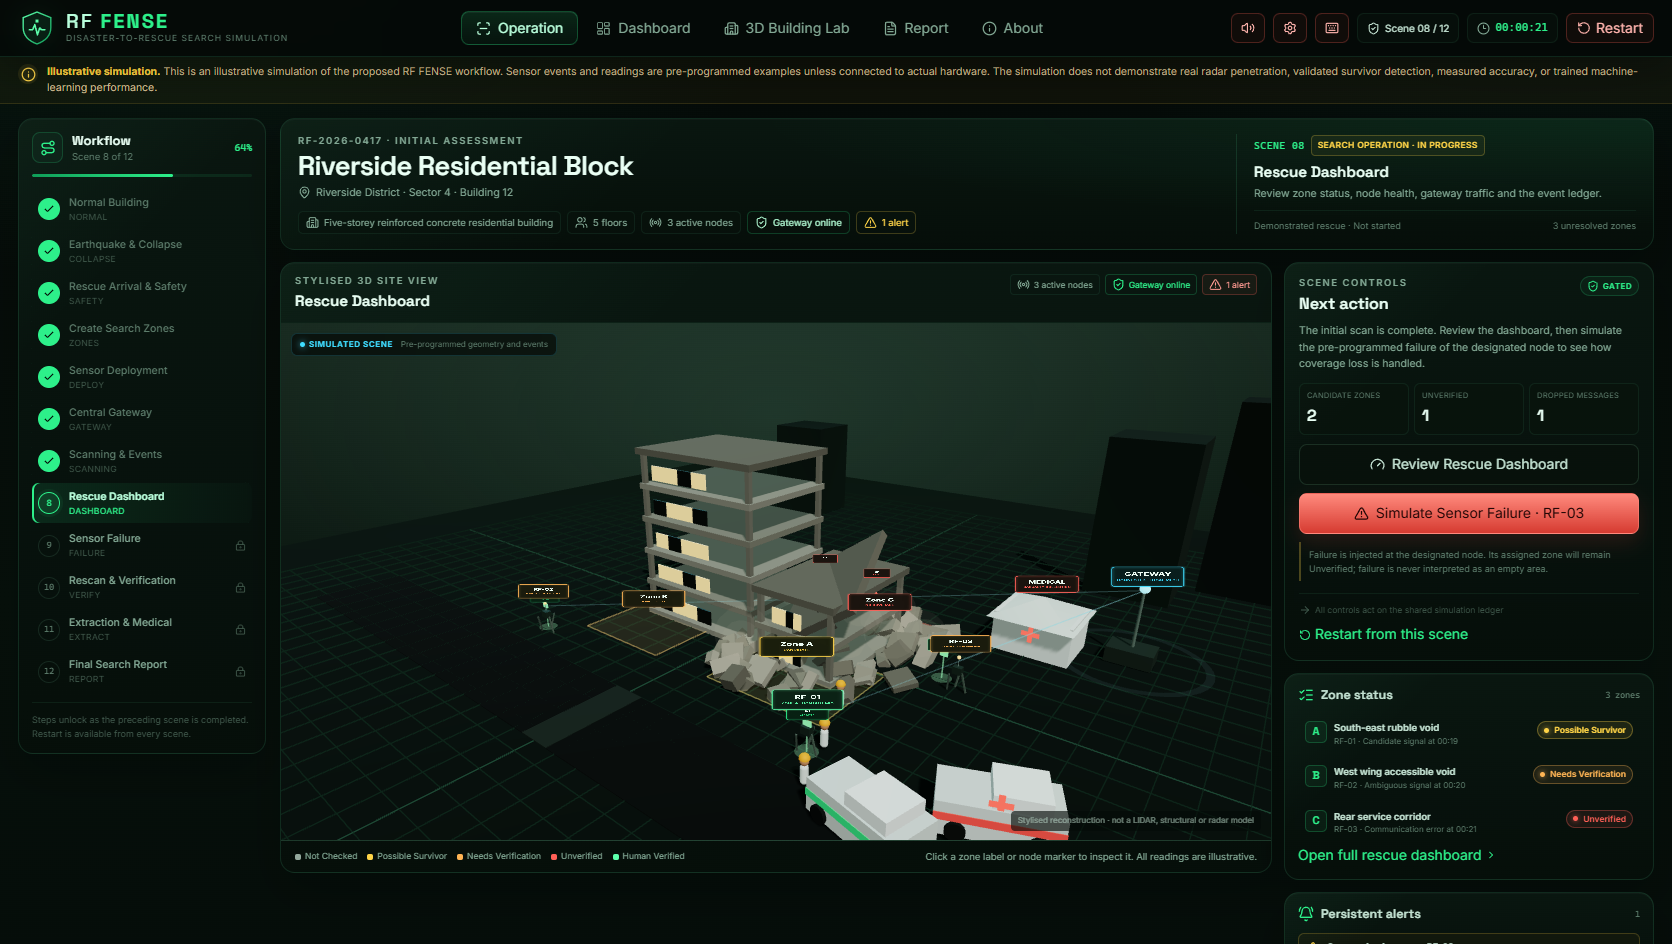 RF FENSE
DISASTER-TO-RESCUE SEARCH SIMULATION
Operation
Dashboard
3D Building Lab
Report
About
Scene 08 / 12
00:00:21
Restart
Illustrative simulation. This is an illustrative simulation of the proposed RF FENSE workflow. Sensor events and readings are pre-programmed examples unless connected to actual hardware. The simulation does not demonstrate real radar penetration, validated survivor detection, measured accuracy, or trained machine-
learning performance.
Workflow
Scene 8 of 12
64%
Normal Building
NORMAL
Earthquake & Collapse
COLLAPSE
Rescue Arrival & Safety
SAFETY
Create Search Zones
ZONES
Sensor Deployment
DEPLOY
Central Gateway
GATEWAY
Scanning & Events
SCANNING
8
Rescue Dashboard
DASHBOARD
9
Sensor Failure
FAILURE
10
Rescan & Verification
VERIFY
11
Extraction & Medical
EXTRACT
12
Final Search Report
REPORT
Steps unlock as the preceding scene is completed.
Restart is available from every scene.
RF-2026-0417 · INITIAL ASSESSMENT
Riverside Residential Block
Riverside District · Sector 4 · Building 12
Five-storey reinforced concrete residential building
5 floors
3 active nodes
Gateway online
1 alert
SCENE 08
SEARCH OPERATION · IN PROGRESS
Rescue Dashboard
Review zone status, node health, gateway traffic and the event ledger.
Demonstrated rescue · Not started
3 unresolved zones
STYLISED 3D SITE VIEW
Rescue Dashboard
3 active nodes
Gateway online
1 alert
SIMULATED SCENE
Pre-programmed geometry and events
GATEWAY
MEDICAL
RF-02
Zone B
Zone C
Zone A
RF-03
RF-01
Stylised reconstruction · not a LIDAR, structural or radar model
Not Checked
Possible Survivor
Needs Verification
Unverified
Human Verified
Click a zone label or node marker to inspect it. All readings are illustrative.
SCENE CONTROLS
Next action
GATED
The initial scan is complete. Review the dashboard, then simulate
the pre-programmed failure of the designated node to see how
coverage loss is handled.
CANDIDATE ZONES
2
UNVERIFIED
1
DROPPED MESSAGES
1
Review Rescue Dashboard
Simulate Sensor Failure · RF-03
Failure is injected at the designated node. Its assigned zone will remain
Unverified; failure is never interpreted as an empty area.
All controls act on the shared simulation ledger
Restart from this scene
Zone status
3 zones
A
South-east rubble void
RF-01 · Candidate signal at 00:19
Possible Survivor
B
West wing accessible void
RF-02 · Ambiguous signal at 00:20
Needs Verification
C
Rear service corridor
RF-03 · Communication error at 00:21
Unverified
Open full rescue dashboard
Persistent alerts
1